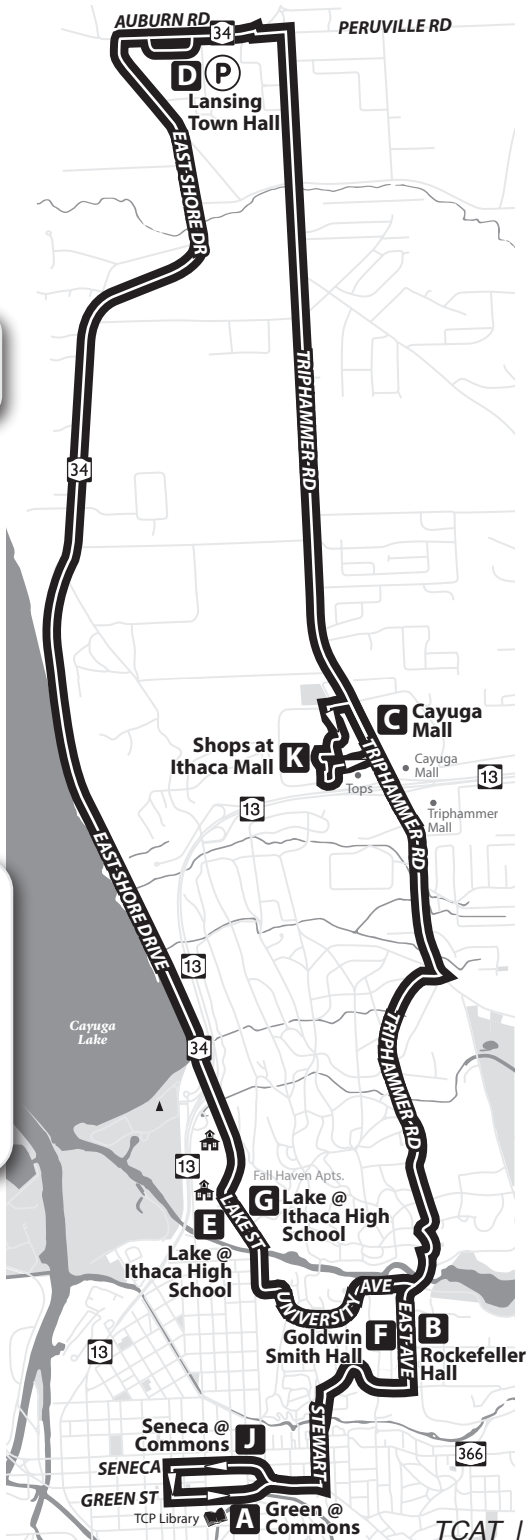 AUBURN RD
34
PERUVILLE RD
D P
Lansing
Town Hall
EAST SHORE DR
TRIPHAMMER RD
34
C Cayuga
Mall
Shops at
Ithaca Mall
K
TRIPHAMMER RD
Cayuga
Mall
13
Tops
13
Triphammer
Mall
EAST SHORE DRIVE
13
Cayuga
Lake
34
TRIPHAMMER RD
13
Fall Haven Apts.
G Lake @
Ithaca High
School
LAKE ST
E
Lake @
Ithaca High
School
UNIVERSITY AVE
EAST AVE
B
Rockefeller
Hall
Goldwin
Smith Hall
F
13
STEWART
Seneca @
Commons
J
366
SENECA
GREEN ST
TCP Library
A Green @
Commons
TCAT